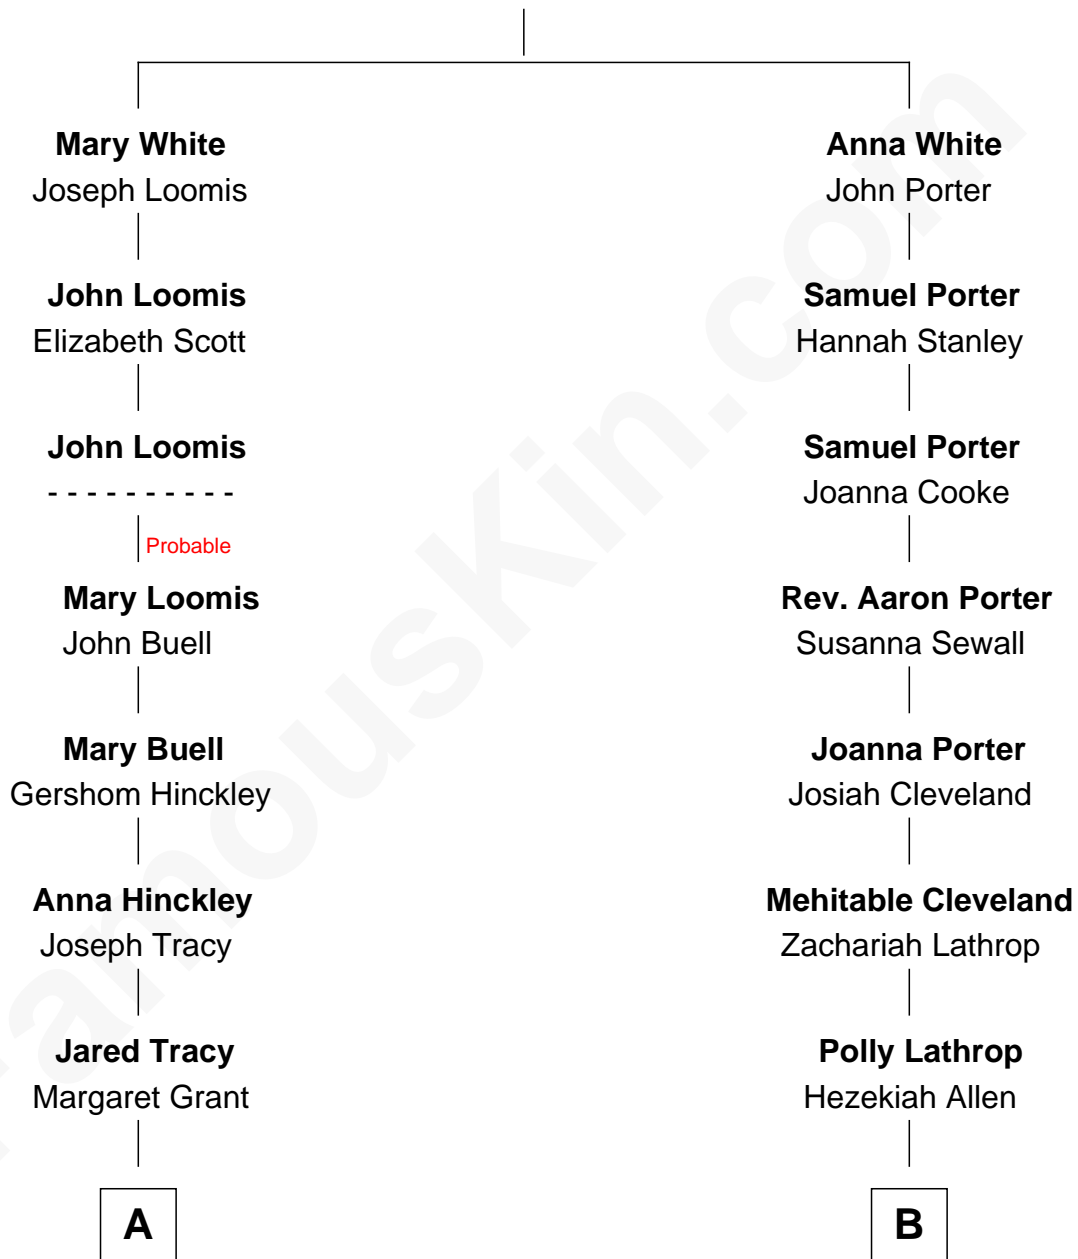 Mary White
Joseph Loomis
John Loomis
Elizabeth Scott
John Loomis
- - - - - - - - - -
Probable
Mary Loomis
John Buell
Mary Buell
Gershom Hinckley
Anna Hinckley
Joseph Tracy
Jared Tracy
Margaret Grant
A
Anna White
John Porter
Samuel Porter
Hannah Stanley
Samuel Porter
Joanna Cooke
Rev. Aaron Porter
Susanna Sewall
Joanna Porter
Josiah Cleveland
Mehitable Cleveland
Zachariah Lathrop
Polly Lathrop
Hezekiah Allen
B
FamousKin.com